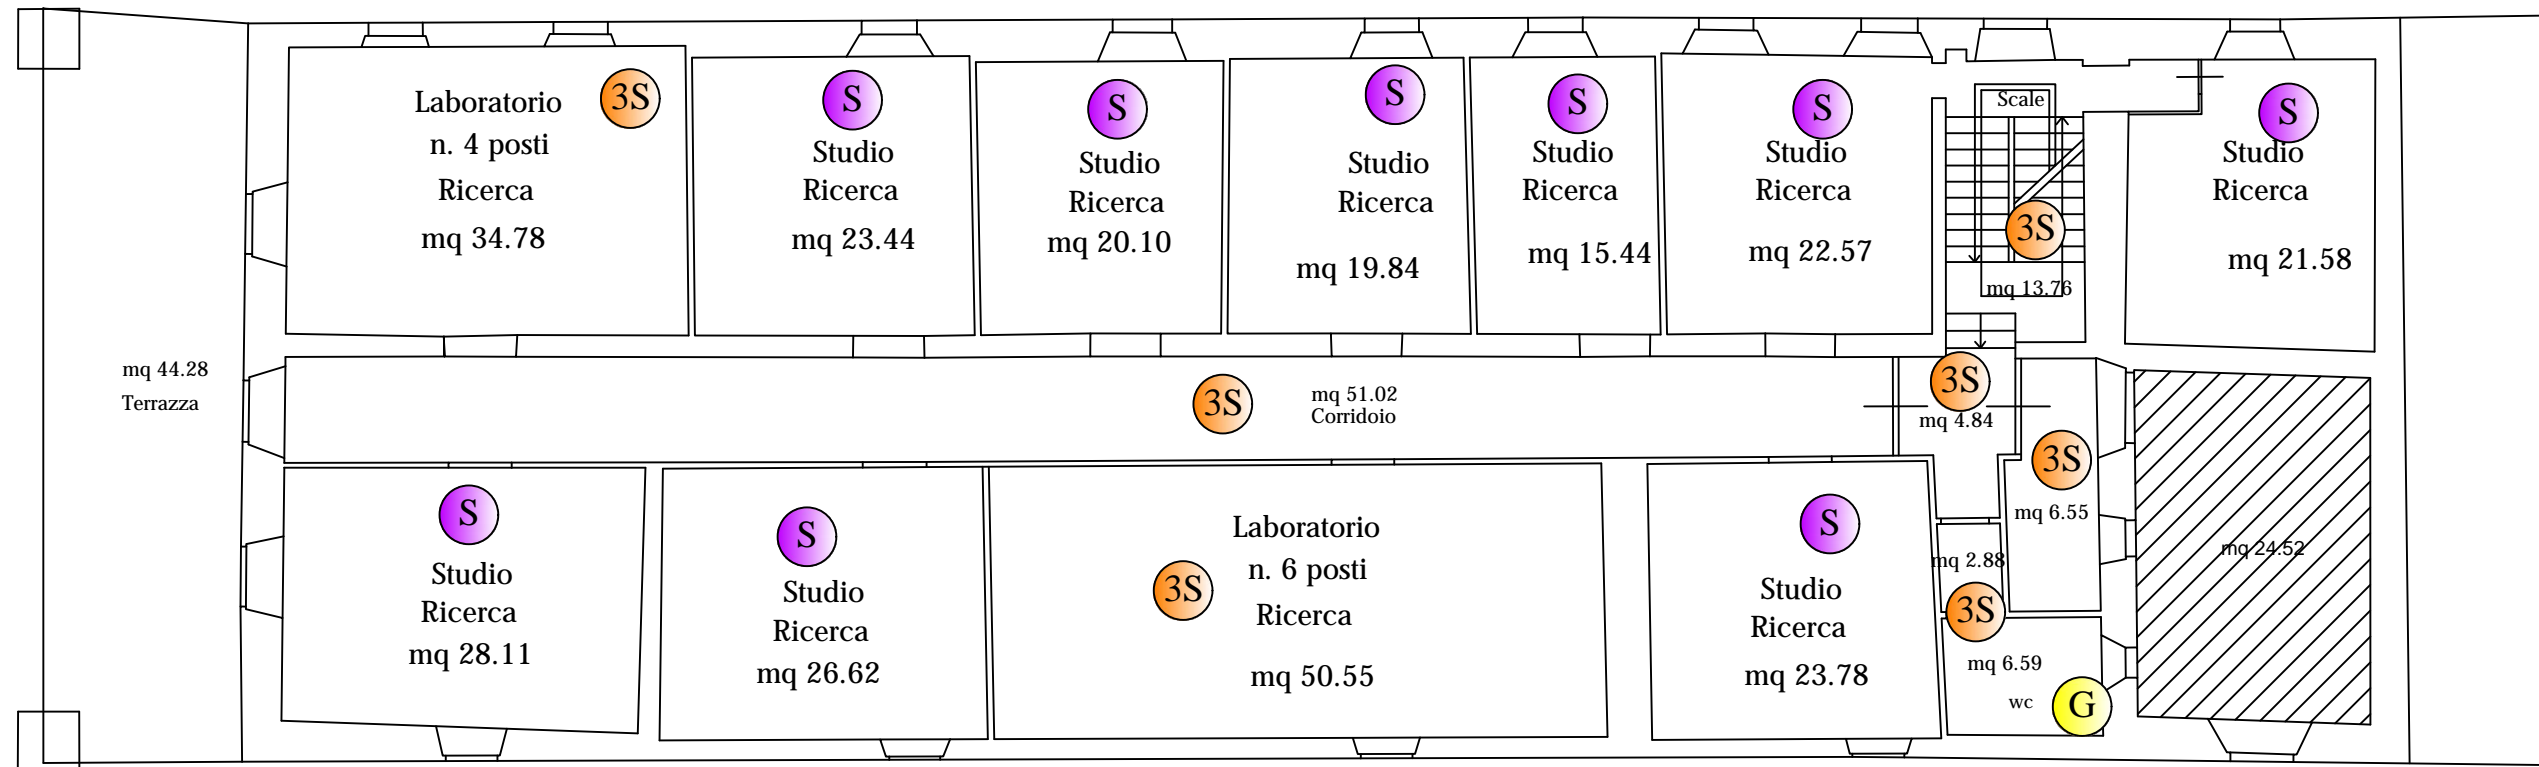 Laboratorio
n. 4 posti
Ricerca
mq 34.78
3S
S
Studio
Ricerca
mq 23.44
S
Studio
Ricerca
mq 20.10
S
Studio
Ricerca
mq 19.84
S
Studio
Ricerca
mq 15.44
S
Studio
Ricerca
mq 22.57
Scale
3S
mq 13.76
S
Studio
Ricerca
mq 21.58
mq 44.28
Terrazza
3S
mq 51.02
Corridoio
3S
mq 4.84
3S
mq 6.55
mq 24.52
S
Studio
Ricerca
mq 28.11
S
Studio
Ricerca
mq 26.62
Laboratorio
n. 6 posti
3S
Ricerca
mq 50.55
S
Studio
Ricerca
mq 23.78
mq 2.88
3S
mq 6.59
wc
G